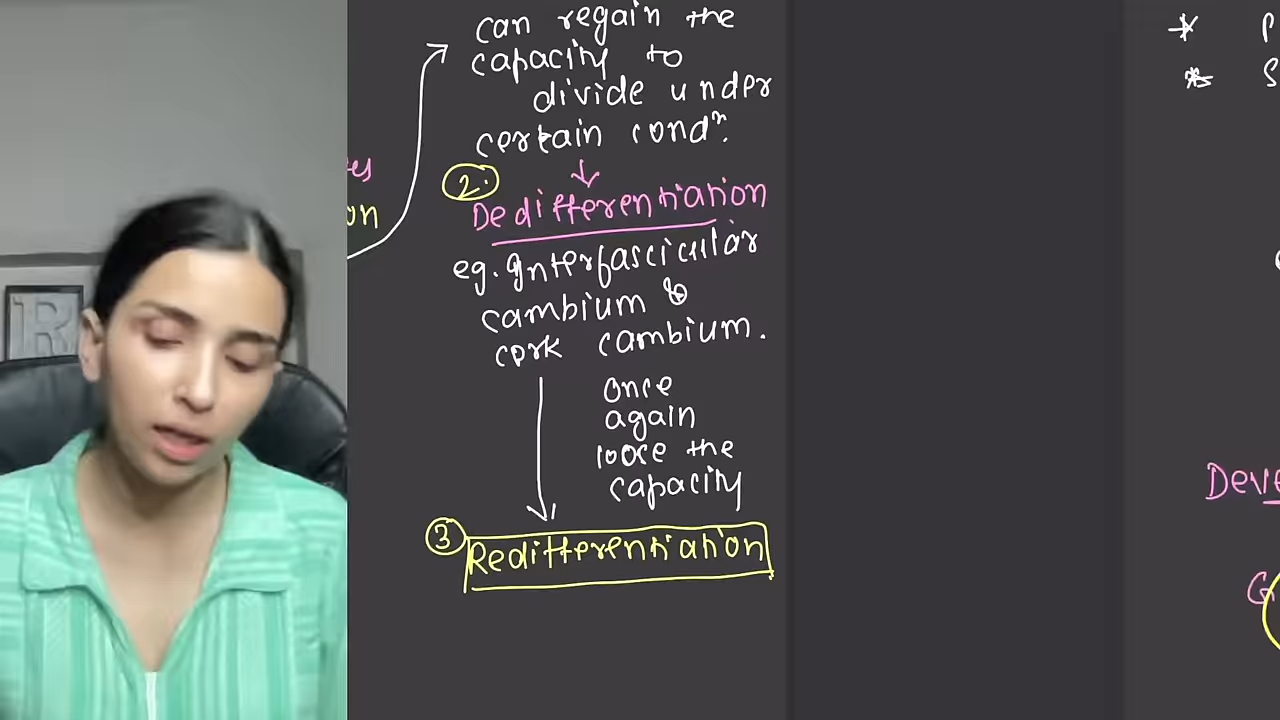 can regain the
capacity to
divide under
certain condⁿ.
2.
Dedifferentiation
eg. Interfascicular
cambium &
cork cambium.
once
again
loose the
capacity
3
Redifferentiation